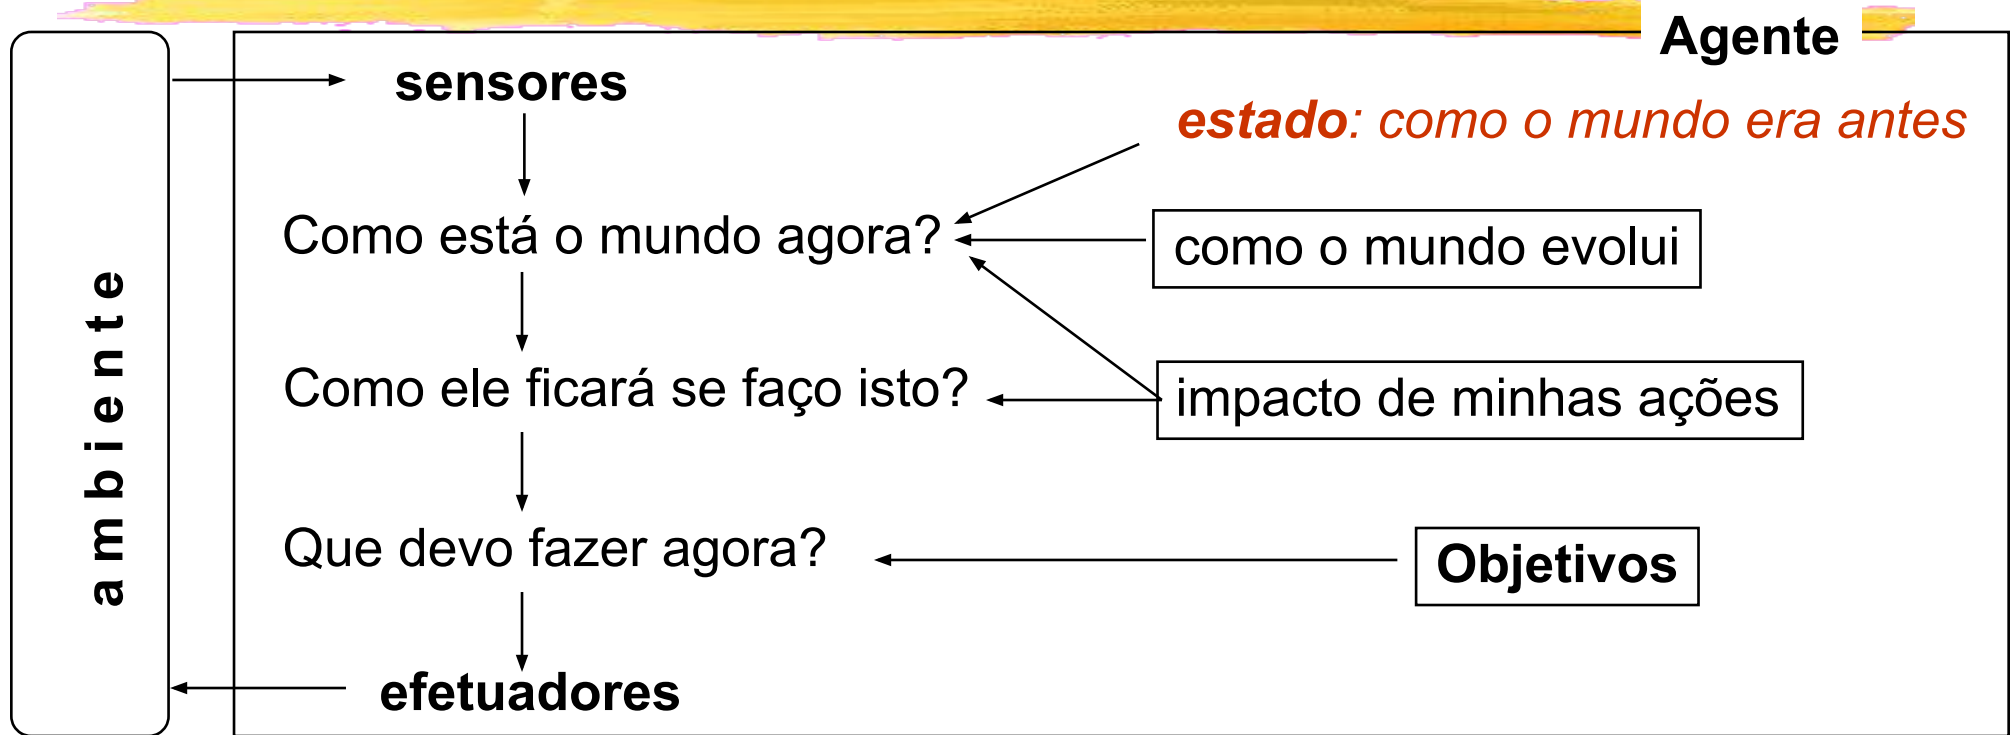 Agente
sensores
estado: como o mundo era antes
Como está o mundo agora?
como o mundo evolui
ambiente
Como ele ficará se faço isto?
impacto de minhas ações
Que devo fazer agora?
Objetivos
efetuadores